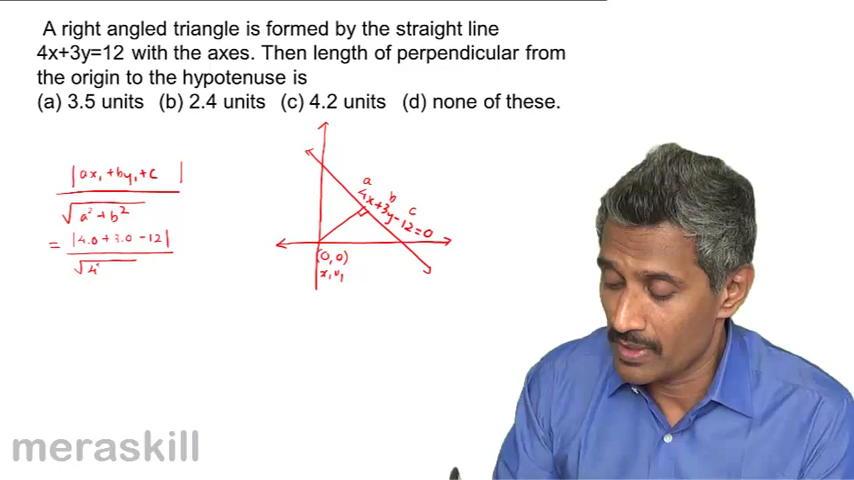 A right angled triangle is formed by the straight line
4x+3y=12 with the axes. Then length of perpendicular from
the origin to the hypotenuse is
(a) 3.5 units (b) 2.4 units (c) 4.2 units (d) none of these.
|ax₁+by₁+c|
√a²+b²
= |4.0+3.0-12|
√4²
a b c
4x+3y-12=0
(0,0)
x₁y₁
meraskill